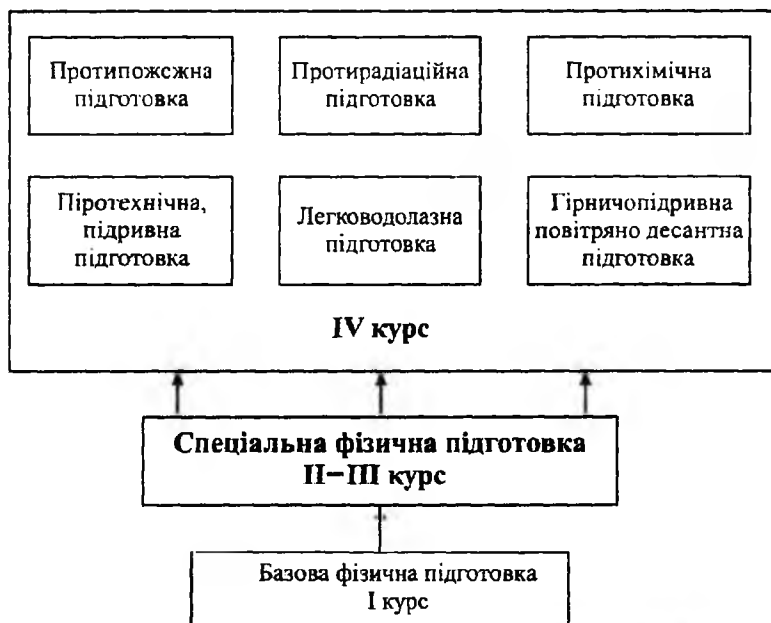 Протипожежна
підготовка
Протирадіаційна
підготовка
Протихімічна
підготовка
Піротехнічна,
підривна
підготовка
Легководолазна
підготовка
Гірничопідривна
повітряно десантна
підготовка
IV курс
Спеціальна фізична підготовка
II–III курс
Базова фізична підготовка
I курс